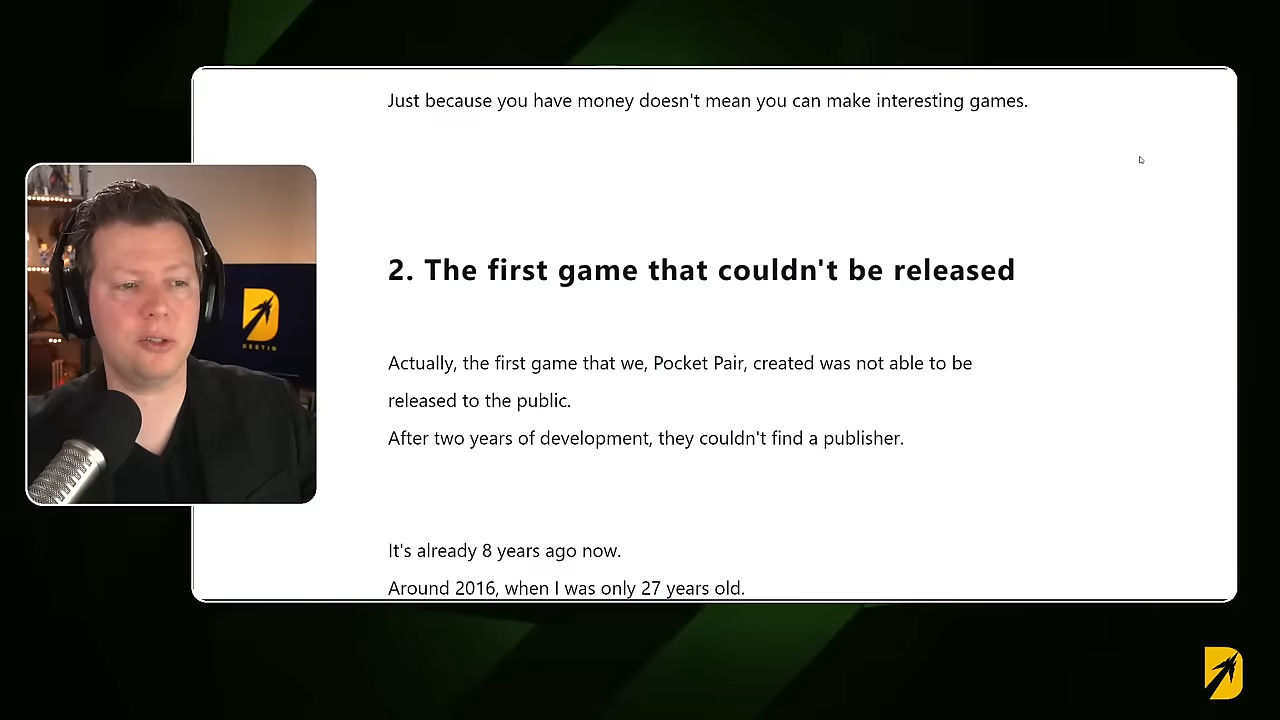 Just because you have money doesn't mean you can make interesting games.
2. The first game that couldn't be released
Actually, the first game that we, Pocket Pair, created was not able to be
released to the public.
After two years of development, they couldn't find a publisher.
It's already 8 years ago now.
Around 2016, when I was only 27 years old.
DESTIN